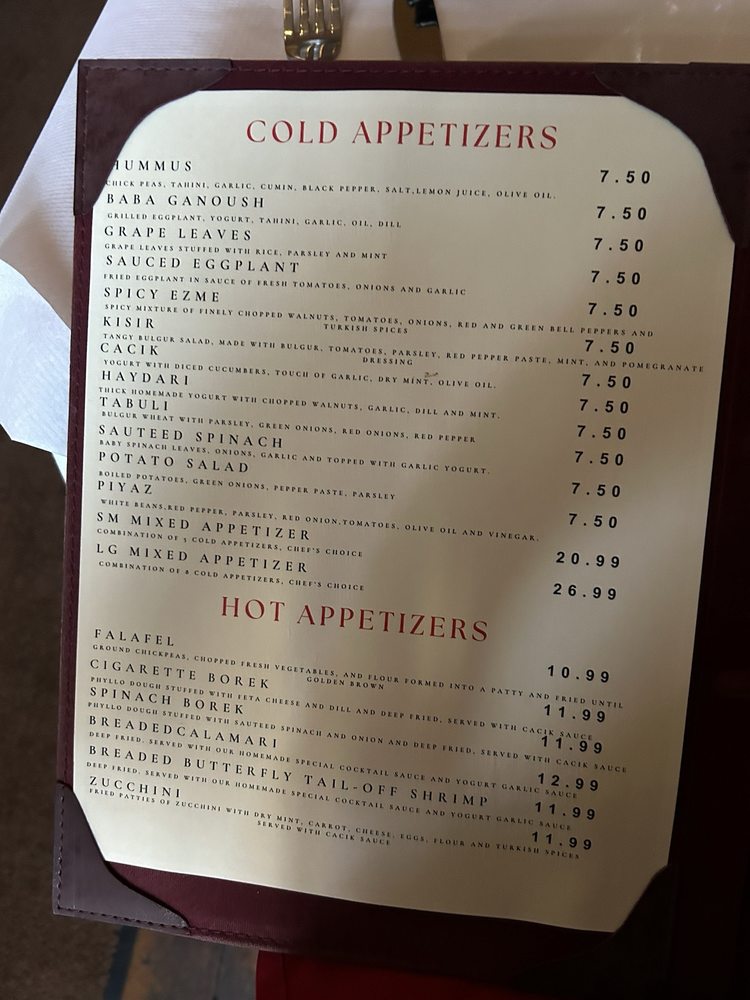 COLD APPETIZERS
HUMMUS 7.50
CHICK PEAS, TAHINI, GARLIC, CUMIN, BLACK PEPPER, SALT,LEMON JUICE, OLIVE OIL.
BABA GANOUSH 7.50
GRILLED EGGPLANT, YOGURT, TAHINI, GARLIC, OIL, DILL
GRAPE LEAVES 7.50
GRAPE LEAVES STUFFED WITH RICE, PARSLEY AND MINT
SAUCED EGGPLANT 7.50
FRIED EGGPLANT IN SAUCE OF FRESH TOMATOES, ONIONS AND GARLIC
SPICY EZME 7.50
SPICY MIXTURE OF FINELY CHOPPED WALNUTS, TOMATOES, ONIONS, RED AND GREEN BELL PEPPERS AND
TURKISH SPICES
KISIR 7.50
TANGY BULGUR SALAD, MADE WITH BULGUR, TOMATOES, PARSLEY, RED PEPPER PASTE, MINT, AND POMEGRANATE
DRESSING
CACIK 7.50
YOGURT WITH DICED CUCUMBERS, TOUCH OF GARLIC, DRY MINT, OLIVE OIL.
HAYDARI 7.50
THICK HOMEMADE YOGURT WITH CHOPPED WALNUTS, GARLIC, DILL AND MINT.
TABULI 7.50
BULGUR WHEAT WITH PARSLEY, GREEN ONIONS, RED ONIONS, RED PEPPER
SAUTEED SPINACH 7.50
BABY SPINACH LEAVES, ONIONS, GARLIC AND TOPPED WITH GARLIC YOGURT.
POTATO SALAD 7.50
BOILED POTATOES, GREEN ONIONS, PEPPER PASTE, PARSLEY
PIYAZ 7.50
WHITE BEANS,RED PEPPER, PARSLEY, RED ONION,TOMATOES, OLIVE OIL AND VINEGAR.
SM MIXED APPETIZER 20.99
COMBINATION OF 5 COLD APPETIZERS, CHEF'S CHOICE
LG MIXED APPETIZER 26.99
COMBINATION OF 8 COLD APPETIZERS, CHEF'S CHOICE
HOT APPETIZERS
FALAFEL 10.99
GROUND CHICKPEAS, CHOPPED FRESH VEGETABLES, AND FLOUR FORMED INTO A PATTY AND FRIED UNTIL
GOLDEN BROWN
CIGARETTE BOREK 11.99
PHYLLO DOUGH STUFFED WITH FETA CHEESE AND DILL AND DEEP FRIED, SERVED WITH CACIK SAUCE
SPINACH BOREK 11.99
PHYLLO DOUGH STUFFED WITH SAUTEED SPINACH AND ONION AND DEEP FRIED, SERVED WITH CACIK SAUCE
BREADEDCALAMARI 12.99
DEEP FRIED, SERVED WITH OUR HOMEMADE SPECIAL COCKTAIL SAUCE AND YOGURT GARLIC SAUCE
BREADED BUTTERFLY TAIL-OFF SHRIMP 11.99
DEEP FRIED, SERVED WITH OUR HOMEMADE SPECIAL COCKTAIL SAUCE AND YOGURT GARLIC SAUCE
ZUCCHINI 11.99
FRIED PATTIES OF ZUCCHINI WITH DRY MINT, CARROT, CHEESE, EGGS, FLOUR AND TURKISH SPICES
SERVED WITH CACIK SAUCE